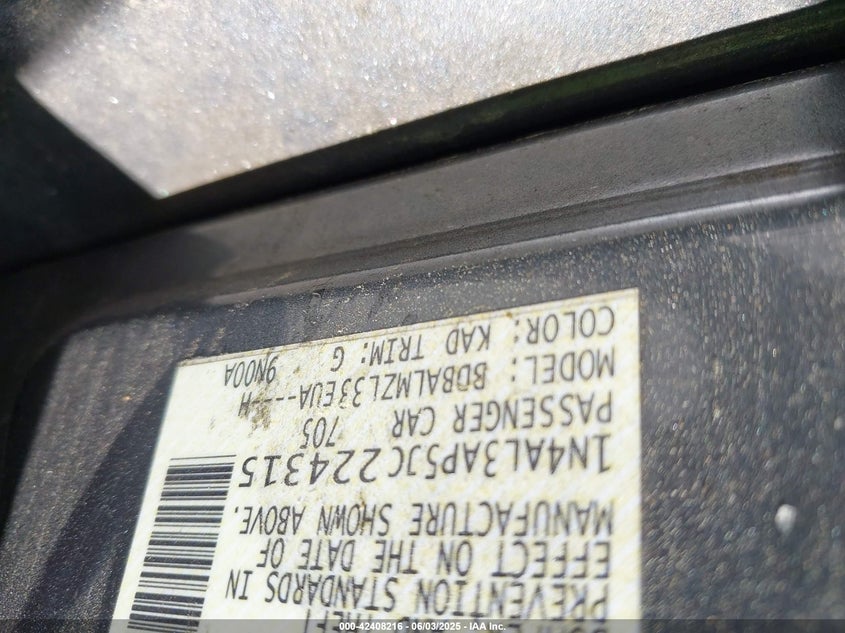 PREVENTION STANDARDS IN
EFFECT ON THE DATE OF
MANUFACTURE SHOWN ABOVE.
1N4AL3AP5JC224315
PASSENGER CAR 705
MODEL: BDBALMZL33EUA----H
COLOR: KAD TRIM: G 9N00A
000-42408216 - 06/03/2025 - IAA Inc.